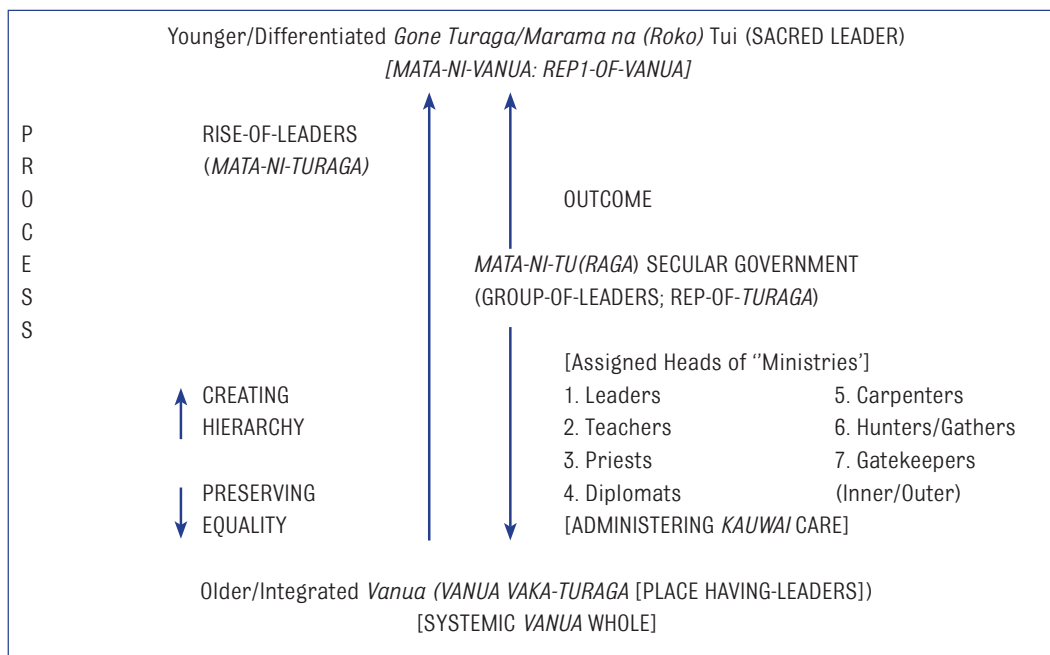 Younger/Differentiated Gone Turaga/Marama na (Roko) Tui (SACRED LEADER)
[MATA-NI-VANUA: REP1-OF-VANUA]
P
R
O
C
E
S
S
RISE-OF-LEADERS
(MATA-NI-TURAGA)
OUTCOME
MATA-NI-TU(RAGA) SECULAR GOVERNMENT
(GROUP-OF-LEADERS; REP-OF-TURAGA)
CREATING
HIERARCHY
PRESERVING
EQUALITY
[Assigned Heads of ‘‘Ministries’]
1. Leaders
2. Teachers
3. Priests
4. Diplomats
5. Carpenters
6. Hunters/Gathers
7. Gatekeepers
(Inner/Outer)
[ADMINISTERING KAUWAI CARE]
Older/Integrated Vanua (VANUA VAKA-TURAGA [PLACE HAVING-LEADERS])
[SYSTEMIC VANUA WHOLE]